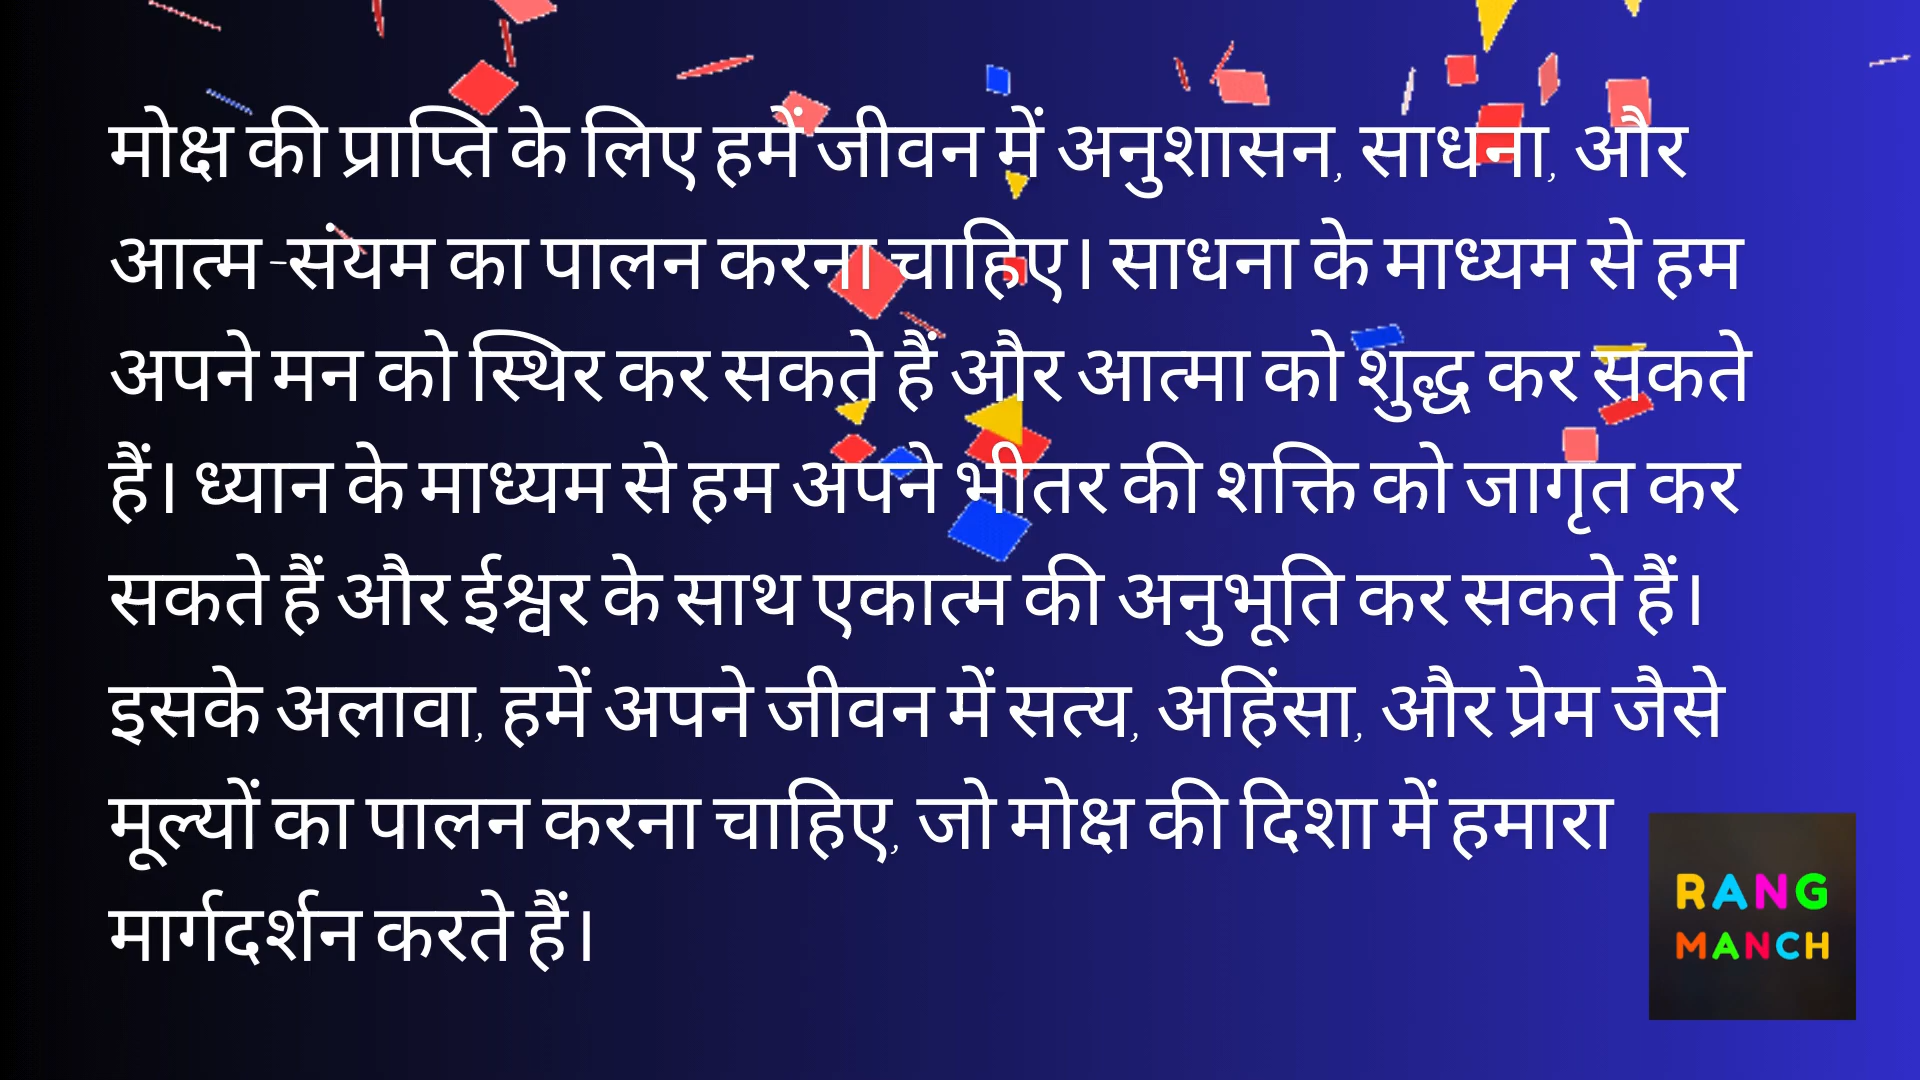 मोक्ष की प्राप्ति के लिए हमें जीवन में अनुशासन, साधना, और
आत्म-संयम का पालन करना चाहिए। साधना के माध्यम से हम
अपने मन को स्थिर कर सकते हैं और आत्मा को शुद्ध कर सकते
हैं। ध्यान के माध्यम से हम अपने भीतर की शक्ति को जागृत कर
सकते हैं और ईश्वर के साथ एकात्म की अनुभूति कर सकते हैं।
इसके अलावा, हमें अपने जीवन में सत्य, अहिंसा, और प्रेम जैसे
मूल्यों का पालन करना चाहिए, जो मोक्ष की दिशा में हमारा
मार्गदर्शन करते हैं।
RANG
MANCH